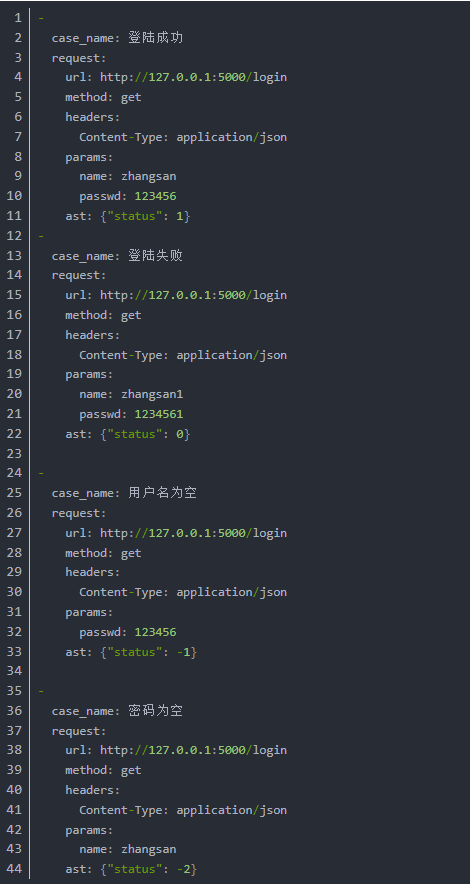 1 -
2   case_name: 登陆成功
3   request:
4     url: http://127.0.0.1:5000/login
5     method: get
6     headers:
7       Content-Type: application/json
8     params:
9       name: zhangsan
10       passwd: 123456
11     ast: {"status": 1}
12 -
13   case_name: 登陆失败
14   request:
15     url: http://127.0.0.1:5000/login
16     method: get
17     headers:
18       Content-Type: application/json
19     params:
20       name: zhangsan1
21       passwd: 1234561
22     ast: {"status": 0}
23
24 -
25   case_name: 用户名为空
26   request:
27     url: http://127.0.0.1:5000/login
28     method: get
29     headers:
30       Content-Type: application/json
31     params:
32       passwd: 123456
33     ast: {"status": -1}
34
35 -
36   case_name: 密码为空
37   request:
38     url: http://127.0.0.1:5000/login
39     method: get
40     headers:
41       Content-Type: application/json
42     params:
43       name: zhangsan
44     ast: {"status": -2}